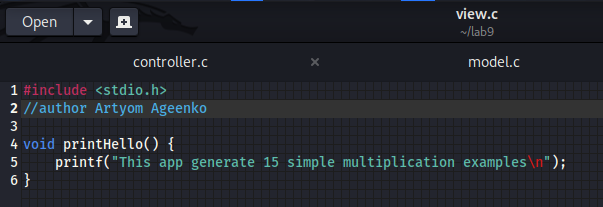 Open
view.c
~/lab9
controller.c × model.c
1 #include <stdio.h>
2 //author Artyom Ageenko
3
4 void printHello() {
5     printf("This app generate 15 simple multiplication examples\n");
6 }